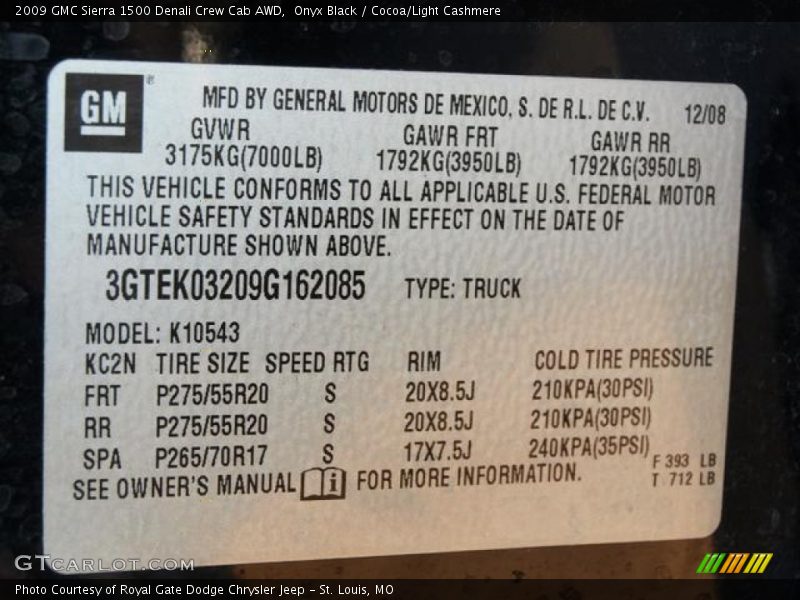 2009 GMC Sierra 1500 Denali Crew Cab AWD,  Onyx Black / Cocoa/Light Cashmere
GM ®
MFD BY GENERAL MOTORS DE MEXICO, S. DE R.L. DE C.V. 12/08
GVWR GAWR FRT GAWR RR
3175KG(7000LB) 1792KG(3950LB) 1792KG(3950LB)
THIS VEHICLE CONFORMS TO ALL APPLICABLE U.S. FEDERAL MOTOR
VEHICLE SAFETY STANDARDS IN EFFECT ON THE DATE OF
MANUFACTURE SHOWN ABOVE.
3GTEK03209G162085 TYPE: TRUCK
MODEL: K10543
KC2N TIRE SIZE SPEED RTG RIM COLD TIRE PRESSURE
FRT P275/55R20 S 20X8.5J 210KPA(30PSI)
RR P275/55R20 S 20X8.5J 210KPA(30PSI)
SPA P265/70R17 S 17X7.5J 240KPA(35PSI)
F 393 LB
SEE OWNER'S MANUAL i FOR MORE INFORMATION. T 712 LB
GTCARLOT.COM
Photo Courtesy of Royal Gate Dodge Chrysler Jeep - St. Louis, MO